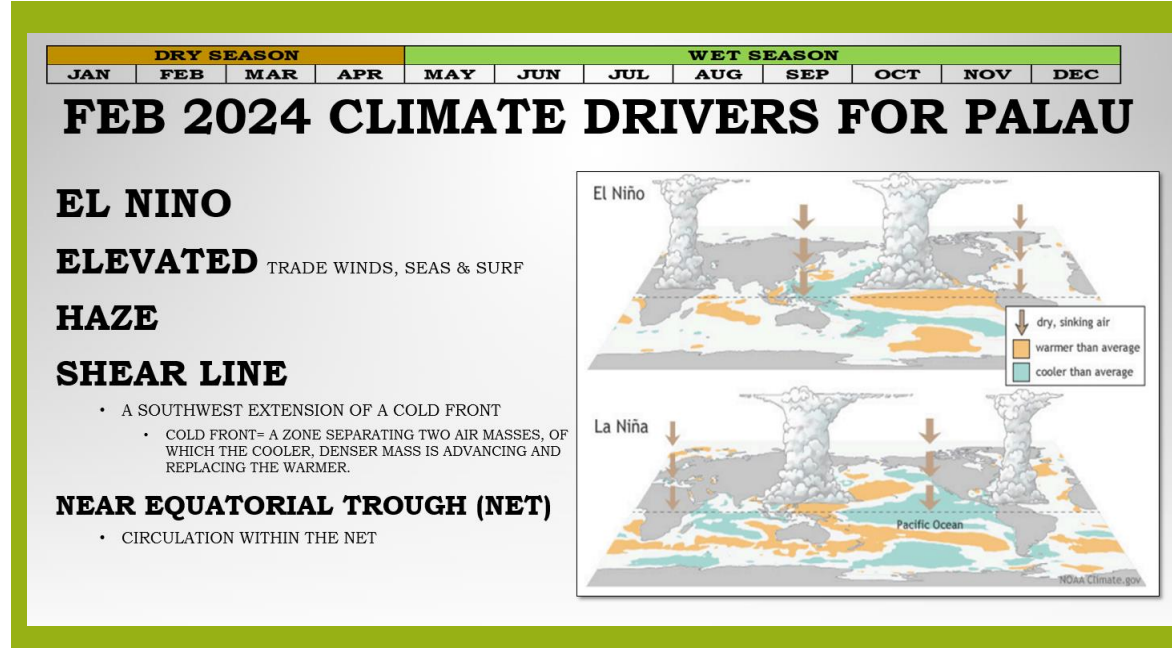 DRY SEASON WET SEASON
JAN FEB MAR APR MAY JUN JUL AUG SEP OCT NOV DEC
FEB 2024 CLIMATE DRIVERS FOR PALAU
EL NINO
ELEVATED TRADE WINDS, SEAS & SURF
HAZE
SHEAR LINE
• A SOUTHWEST EXTENSION OF A COLD FRONT
• COLD FRONT= A ZONE SEPARATING TWO AIR MASSES, OF
WHICH THE COOLER, DENSER MASS IS ADVANCING AND
REPLACING THE WARMER.
NEAR EQUATORIAL TROUGH (NET)
• CIRCULATION WITHIN THE NET
El Niño
dry, sinking air
warmer than average
cooler than average
La Niña
Pacific Ocean
NOAA Climate.gov